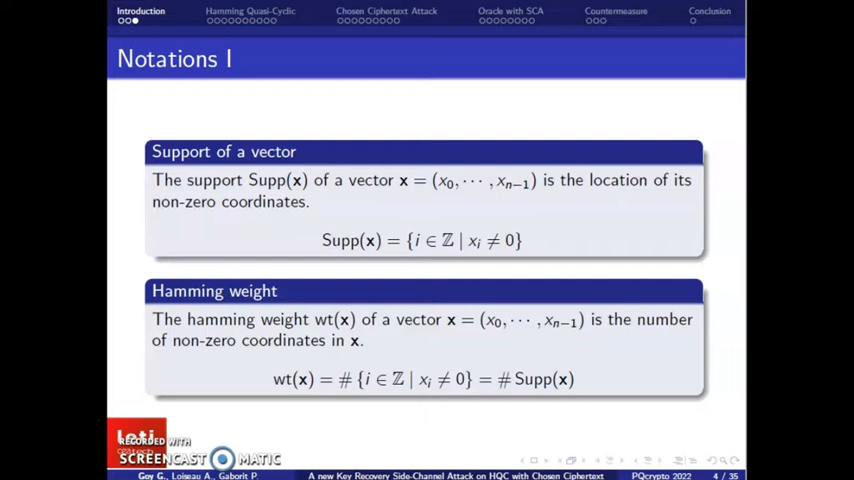 Introduction Hamming Quasi-Cyclic Chosen Ciphertext Attack Oracle with SCA Countermeasure Conclusion
Notations I
Support of a vector
The support Supp(x) of a vector x = (x₀, ⋯ , xₙ₋₁) is the location of its
non-zero coordinates.
Supp(x) = {i ∈ ℤ | xᵢ ≠ 0}
Hamming weight
The hamming weight wt(x) of a vector x = (x₀, ⋯ , xₙ₋₁) is the number
of non-zero coordinates in x.
wt(x) = # {i ∈ ℤ | xᵢ ≠ 0} = # Supp(x)
leti
RECORDED WITH
SCREENCAST MATIC
Goy G., Loiseau A., Gaborit P. A new Key Recovery Side-Channel Attack on HQC with Chosen Ciphertext PQcrypto 2022 4 / 35